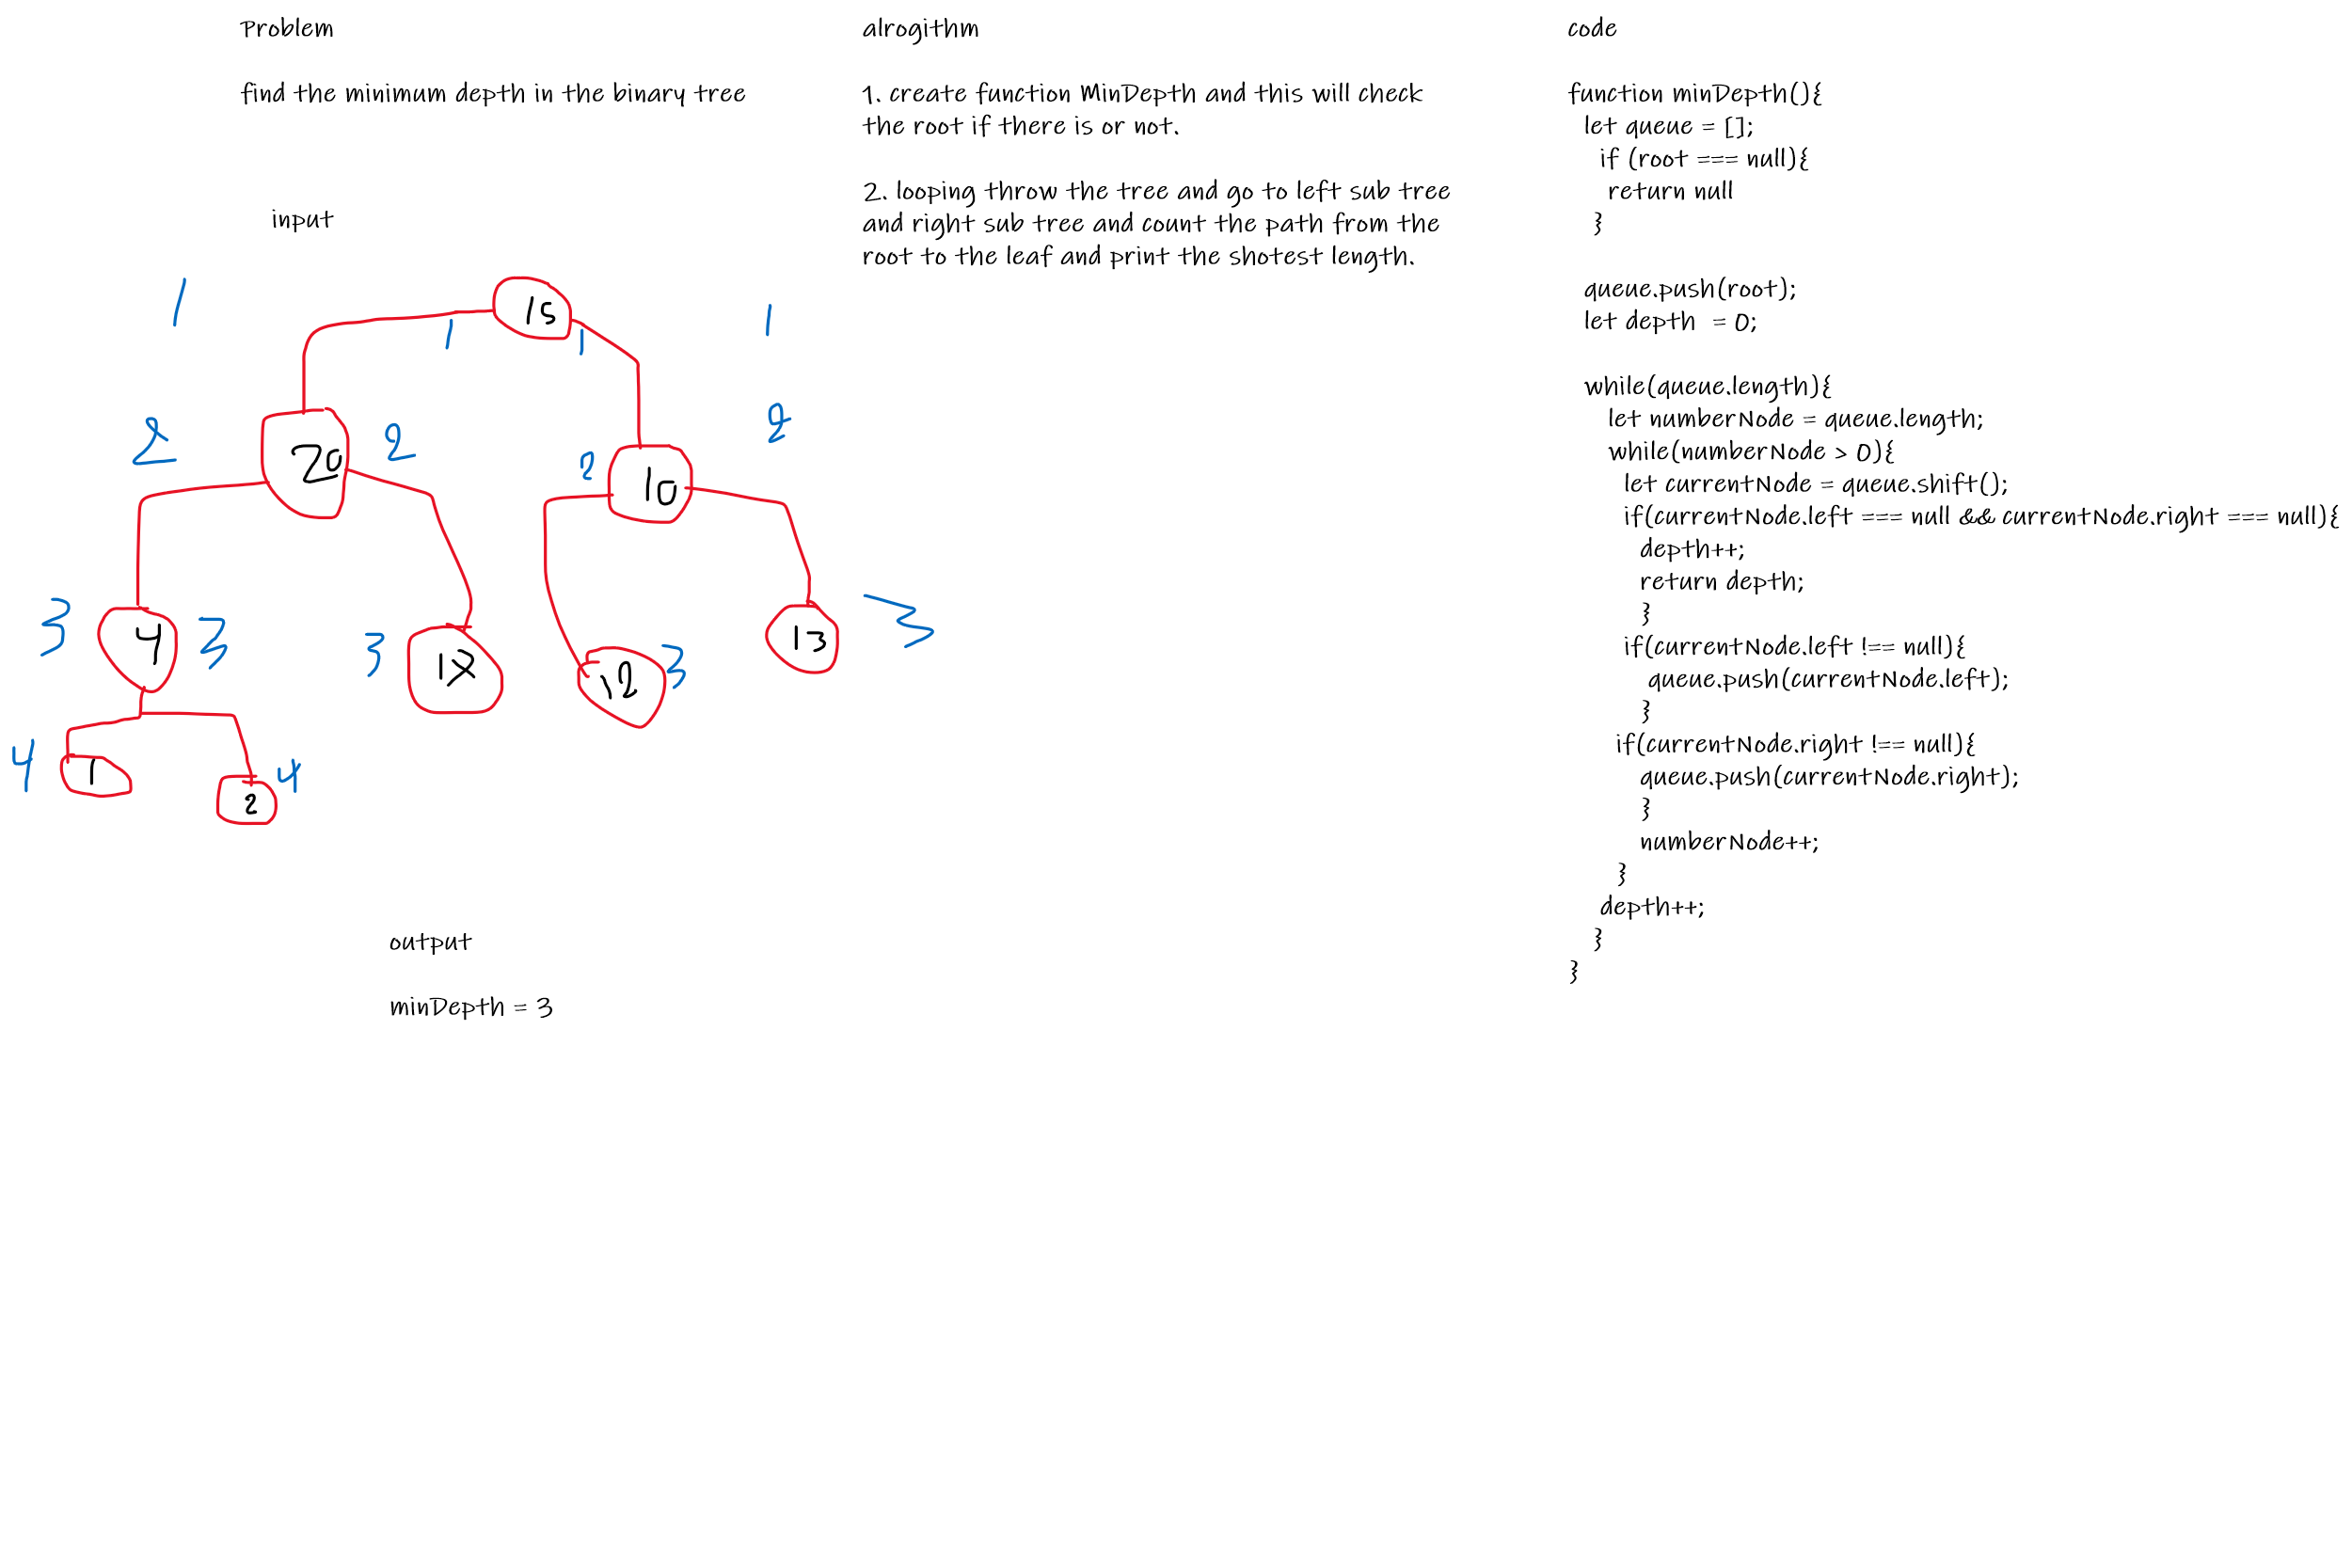 Problem
find the minimum depth in the binary tree
input
1
15
1
1
1
2
20
2
2
10
2
3
4
3
3
18
12
3
13
3
4
1
2
4
output
minDepth = 3
alrogithm
1. create function MinDepth and this will check
the root if there is or not.
2. looping throw the tree and go to left sub tree
and right sub tree and count the path from the
root to the leaf and print the shotest length.
code
function minDepth(){
let queue = [];
if (root === null){
return null
}
queue.push(root);
let depth = 0;
while(queue.length){
let numberNode = queue.length;
while(numberNode > 0){
let currentNode = queue.shift();
if(currentNode.left === null && currentNode.right === null){
depth++;
return depth;
}
if(currentNode.left !== null){
queue.push(currentNode.left);
}
if(currentNode.right !== null){
queue.push(currentNode.right);
}
numberNode++;
}
depth++;
}
}